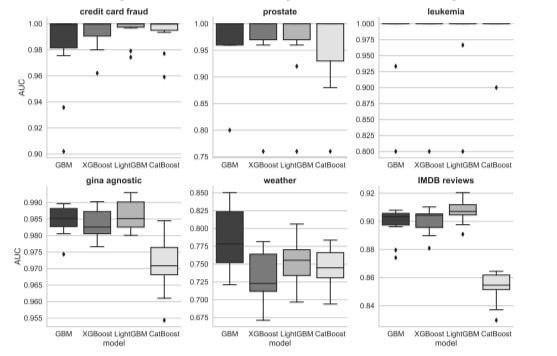 credit card fraud
prostate
leukemia
AUC
1.00
0.98
0.96
0.94
0.92
0.90
GBM XGBoost LightGBM CatBoost
1.00
0.95
0.90
0.85
0.80
0.75
GBM XGBoost LightGBM CatBoost
1.000
0.975
0.950
0.925
0.900
0.875
0.850
0.825
0.800
GBM XGBoost LightGBM CatBoost
gina agnostic
weather
IMDB reviews
AUC
0.990
0.985
0.980
0.975
0.970
0.965
0.960
0.955
GBM XGBoost LightGBM CatBoost
model
0.850
0.825
0.800
0.775
0.750
0.725
0.700
0.675
GBM XGBoost LightGBM CatBoost
model
0.92
0.90
0.88
0.86
0.84
GBM XGBoost LightGBM CatBoost
model